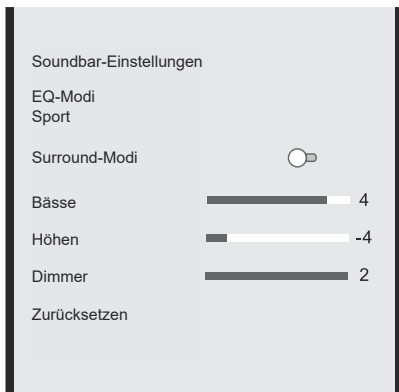 Soundbar-Einstellungen
EQ-Modi
Sport
Surround-Modi
Bässe 4
Höhen -4
Dimmer 2
Zurücksetzen